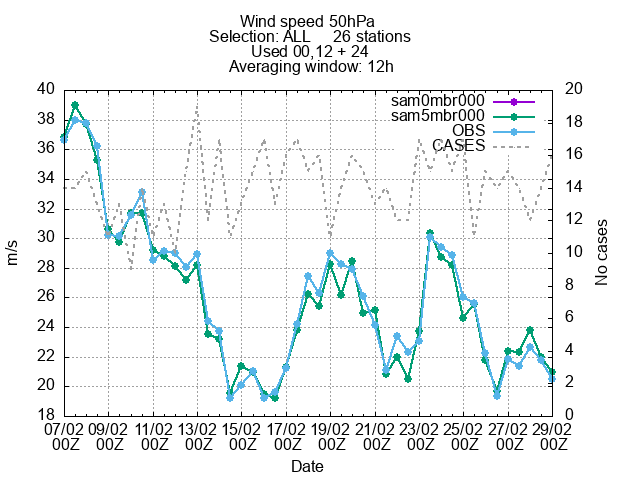 Wind speed 50hPa
Selection: ALL 26 stations
Used 00,12 + 24
Averaging window: 12h
sam0mbr000
sam5mbr000
OBS
CASES
40
38
36
34
32
30
28
26
24
22
20
18
m/s
20
18
16
14
12
10
8
6
4
2
0
No cases
07/02 09/02 11/02 13/02 15/02 17/02 19/02 21/02 23/02 25/02 27/02 29/02
00Z 00Z 00Z 00Z 00Z 00Z 00Z 00Z 00Z 00Z 00Z 00Z
Date